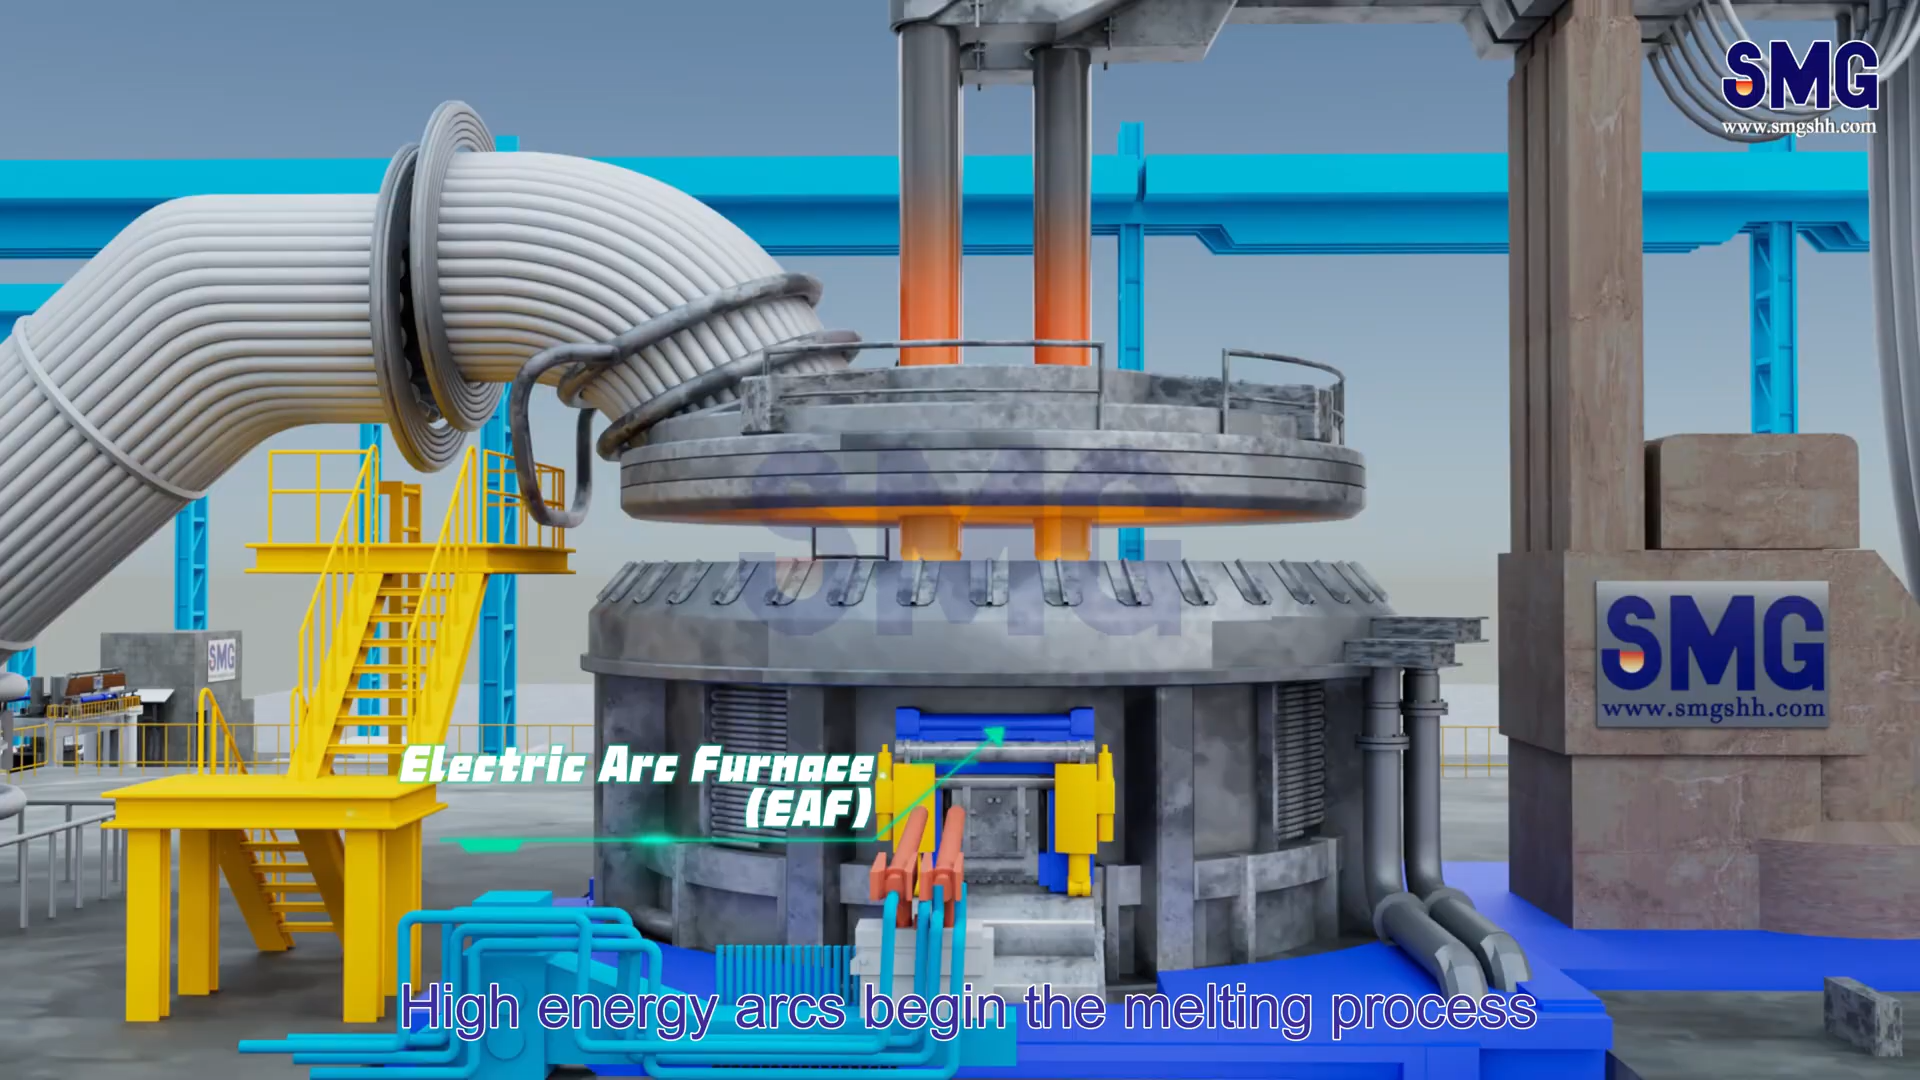 SMG
www.smgshh.com
SMG
SMG
www.smgshh.com
SMG
Electric Arc Furnace
(EAF)
High energy arcs begin the melting process